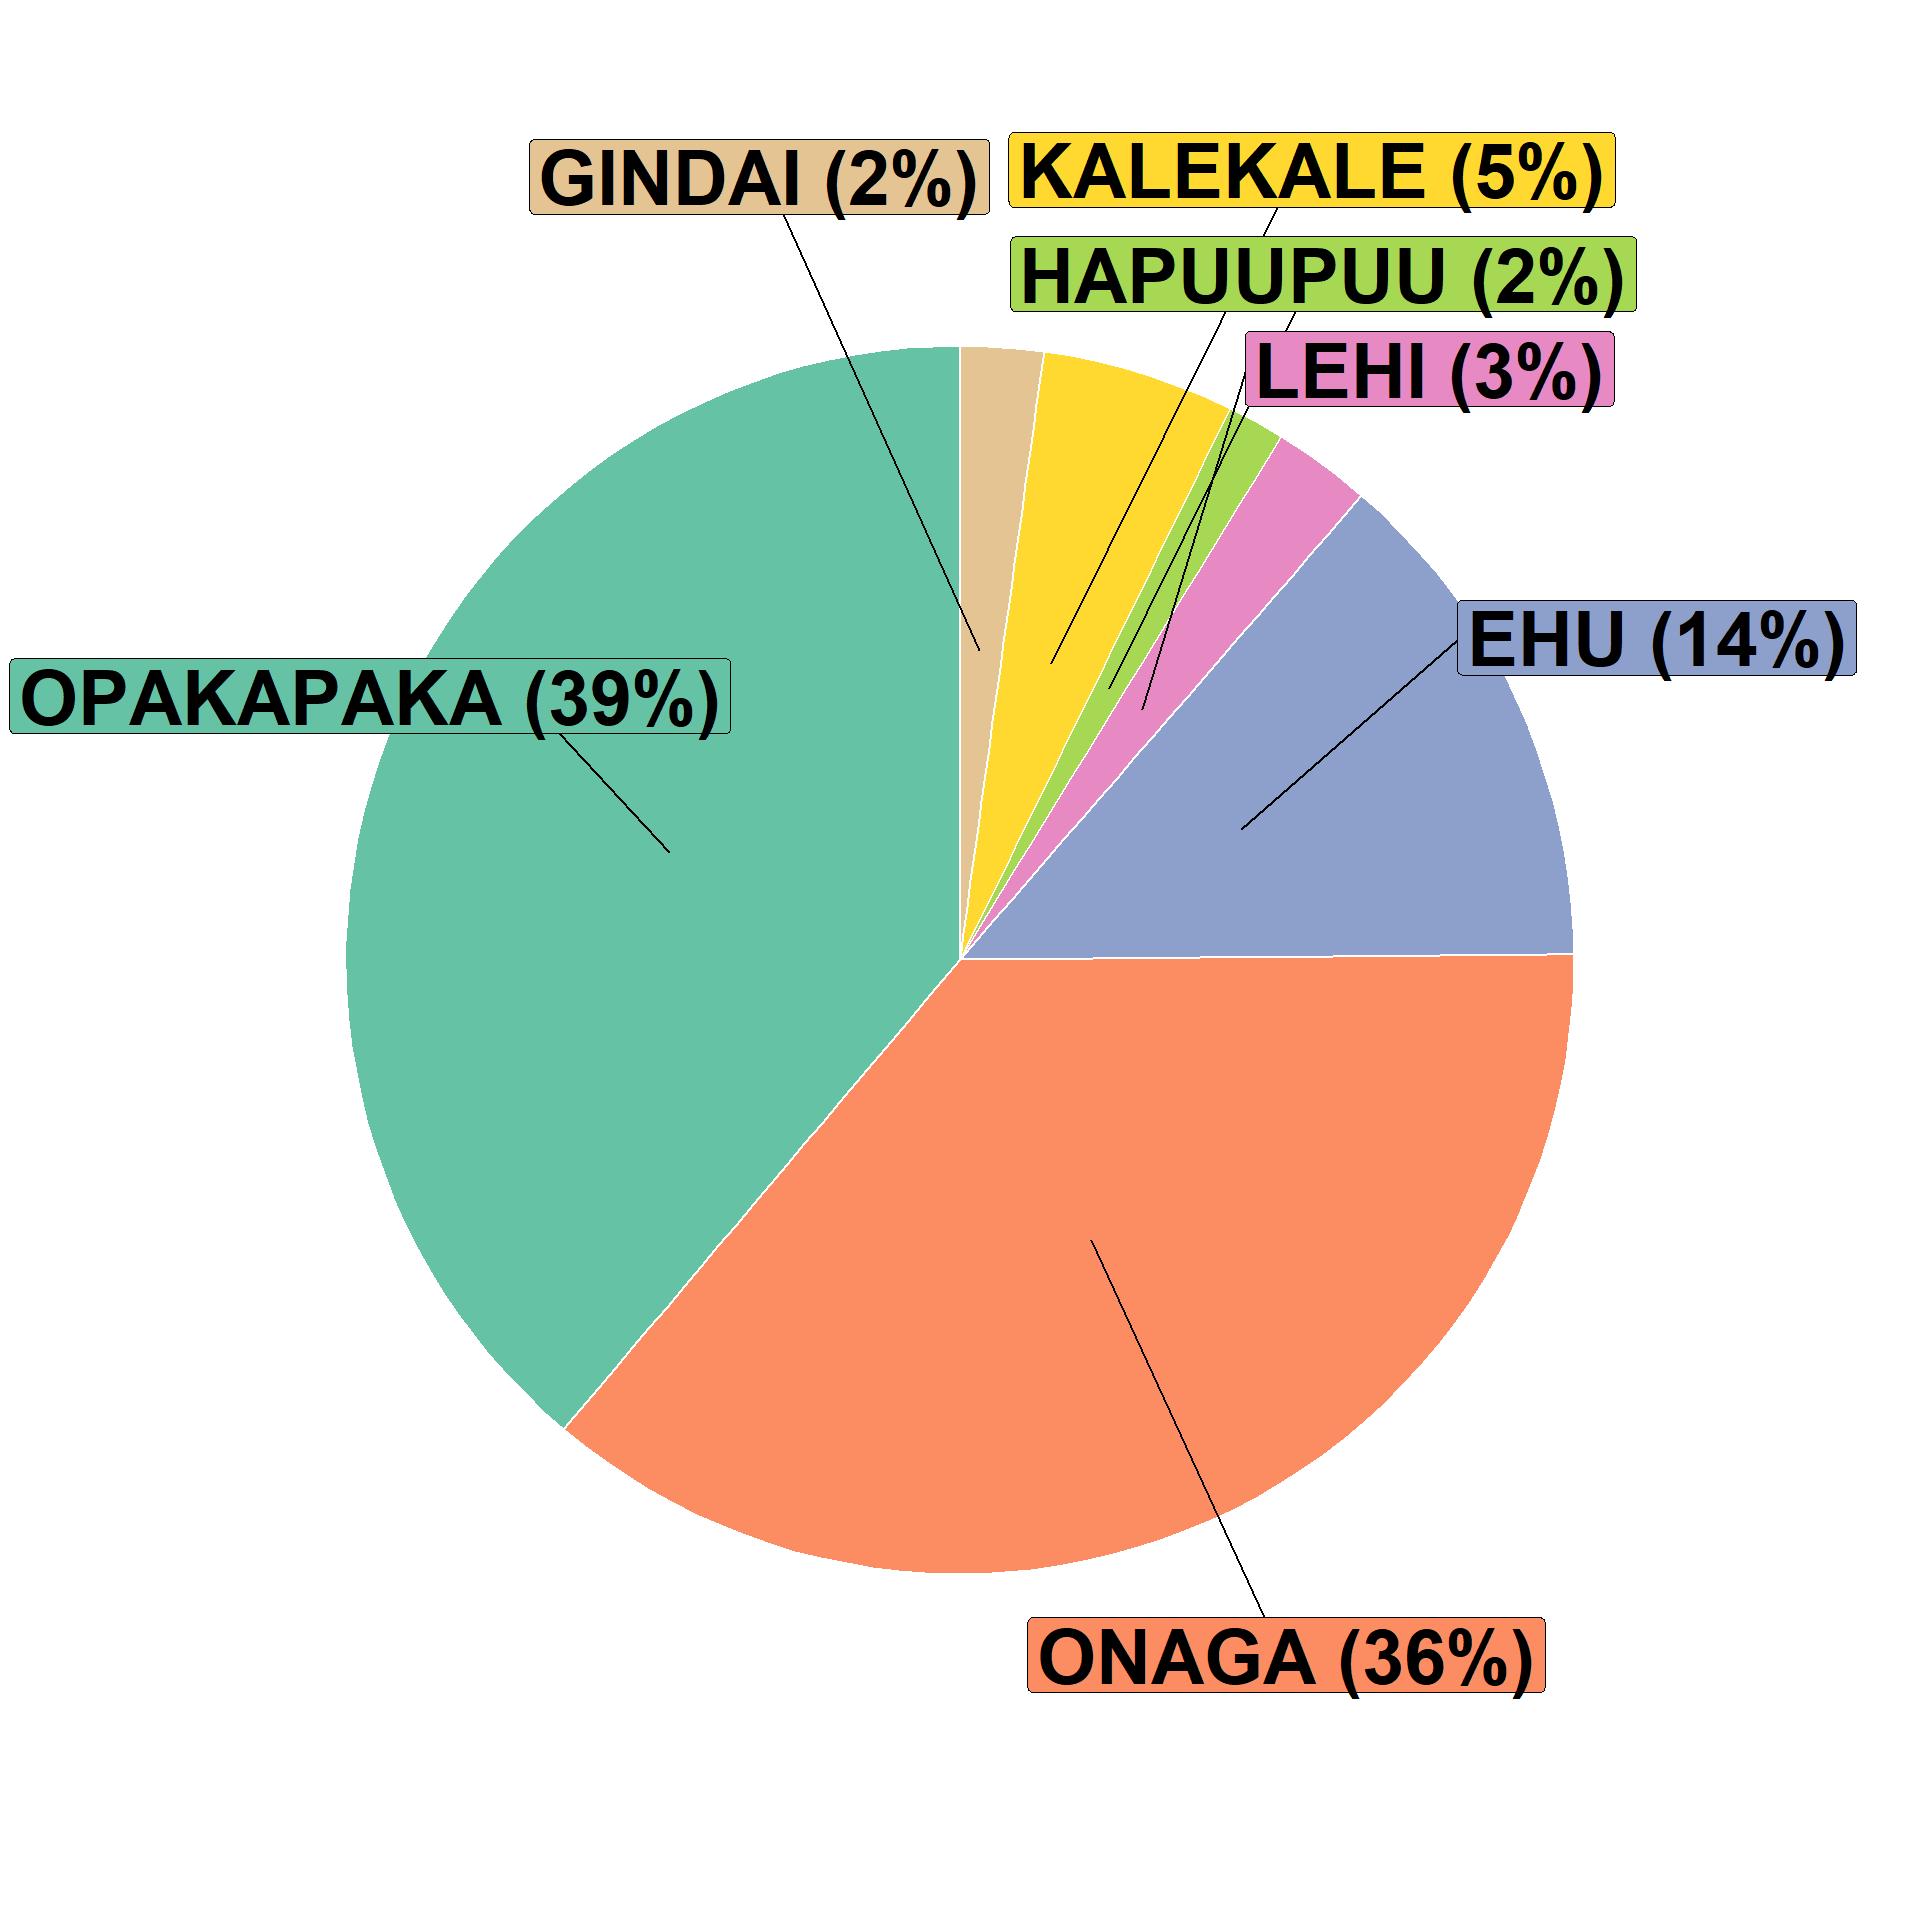 GINDAI (2%)
KALEKALE (5%)
HAPUUPUU (2%)
LEHI (3%)
EHU (14%)
OPAKAPAKA (39%)
ONAGA (36%)